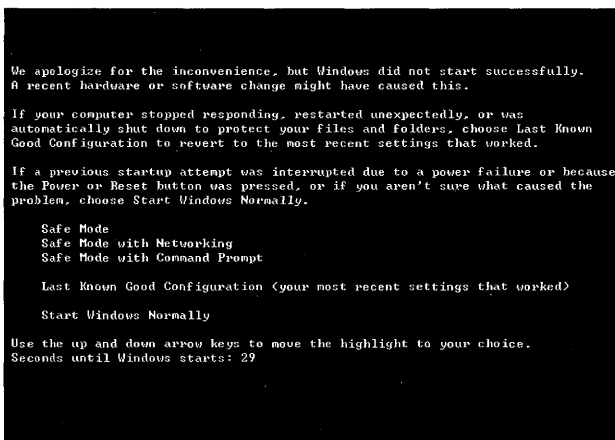 We apologize for the inconvenience, but Windows did not start successfully.
A recent hardware or software change might have caused this.
If your computer stopped responding, restarted unexpectedly, or was
automatically shut down to protect your files and folders, choose Last Known
Good Configuration to revert to the most recent settings that worked.
If a previous startup attempt was interrupted due to a power failure or because
the Power or Reset button was pressed, or if you aren't sure what caused the
problem, choose Start Windows Normally.
Safe Mode
Safe Mode with Networking
Safe Mode with Command Prompt
Last Known Good Configuration (your most recent settings that worked)
Start Windows Normally
Use the up and down arrow keys to move the highlight to your choice.
Seconds until Windows starts: 29